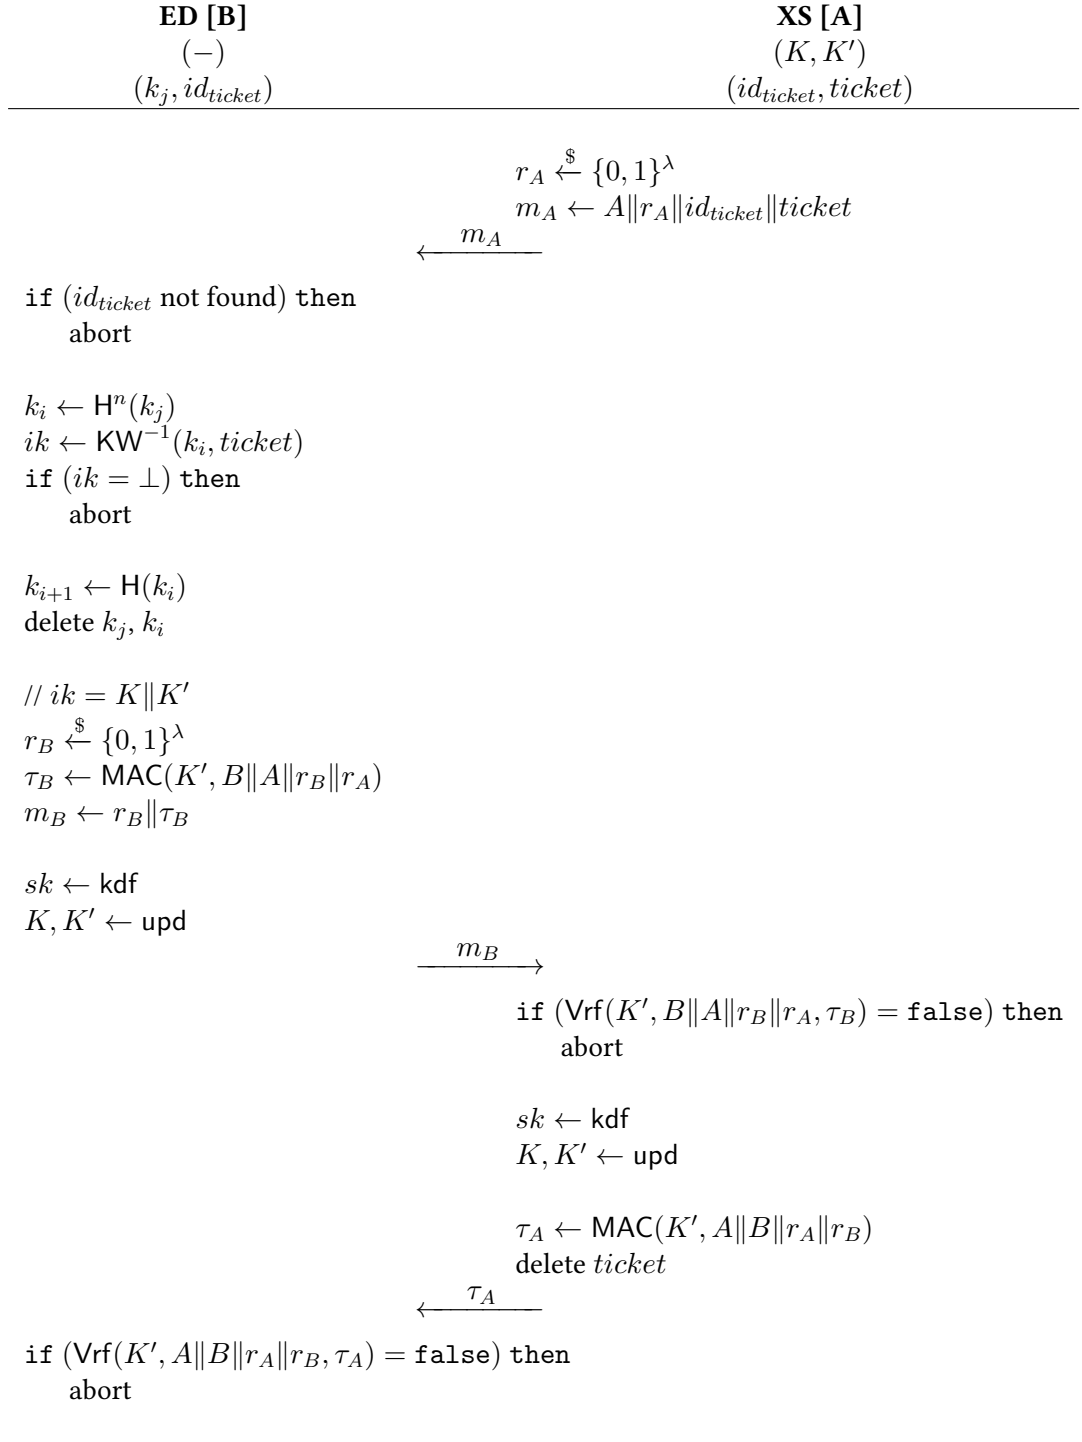 ED [B]
XS [A]
(−)
(K, K′)
(k_j, id_ticket)
(id_ticket, ticket)
r_A ←$ {0, 1}^λ
m_A ← A∥r_A∥id_ticket∥ticket
m_A
if (id_ticket not found) then
abort
k_i ← H^n(k_j)
ik ← KW^−1(k_i, ticket)
if (ik = ⊥) then
abort
k_i+1 ← H(k_i)
delete k_j, k_i
// ik = K∥K′
r_B ←$ {0, 1}^λ
τ_B ← MAC(K′, B∥A∥r_B∥r_A)
m_B ← r_B∥τ_B
sk ← kdf
K, K′ ← upd
m_B
if (Vrf(K′, B∥A∥r_B∥r_A, τ_B) = false) then
abort
sk ← kdf
K, K′ ← upd
τ_A ← MAC(K′, A∥B∥r_A∥r_B)
delete ticket
τ_A
if (Vrf(K′, A∥B∥r_A∥r_B, τ_A) = false) then
abort